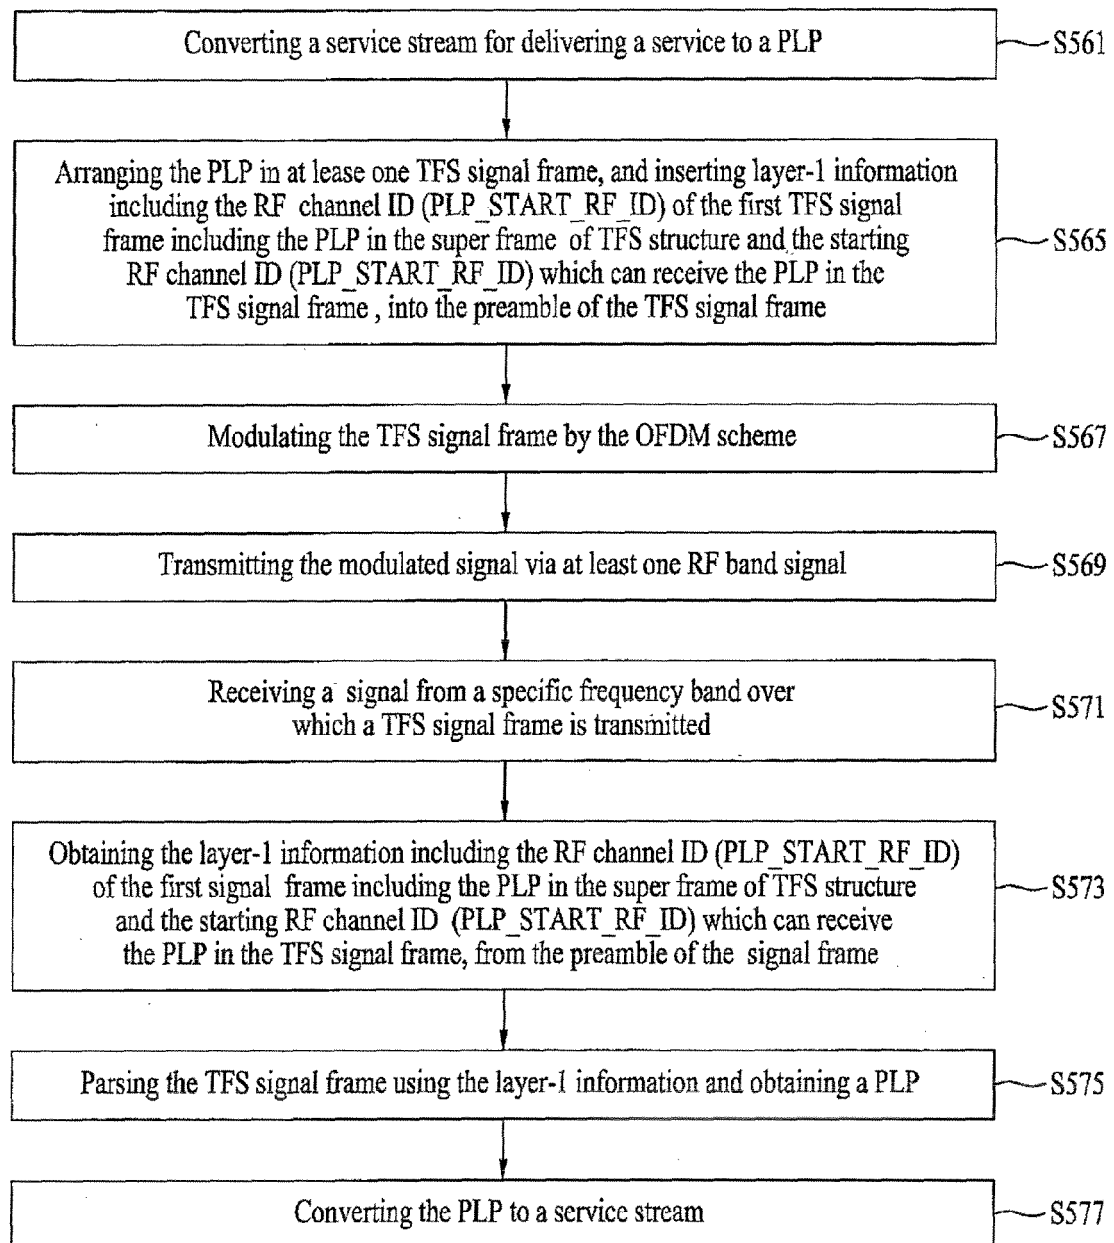 Converting a service stream for delivering a service to a PLP
S561
Arranging the PLP in at lease one TFS signal frame, and inserting layer-1 information
including the RF channel ID (PLP_START_RF_ID) of the first TFS signal
frame including the PLP in the super frame of TFS structure and the starting
RF channel ID (PLP_START_RF_ID) which can receive the PLP in the
TFS signal frame , into the preamble of the TFS signal frame
S565
Modulating the TFS signal frame by the OFDM scheme
S567
Transmitting the modulated signal via at least one RF band signal
S569
Receiving a signal from a specific frequency band over
which a TFS signal frame is transmitted
S571
Obtaining the layer-1 information including the RF channel ID (PLP_START_RF_ID)
of the first signal frame including the PLP in the super frame of TFS structure
and the starting RF channel ID (PLP_START_RF_ID) which can receive
the PLP in the TFS signal frame, from the preamble of the signal frame
S573
Parsing the TFS signal frame using the layer-1 information and obtaining a PLP
S575
Converting the PLP to a service stream
S577